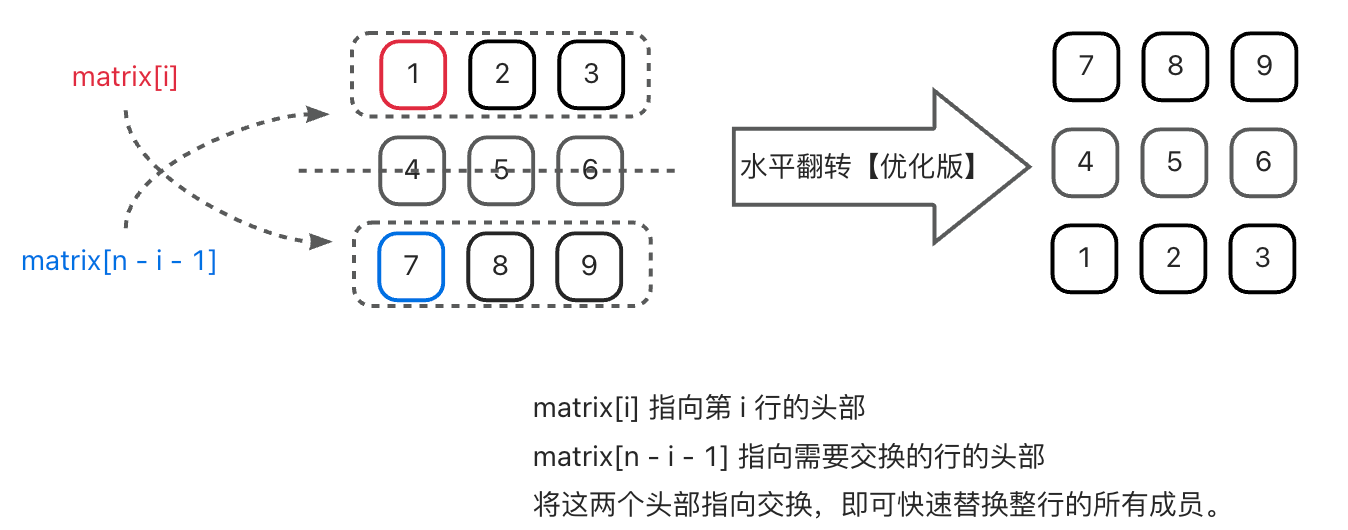 matrix[i]
matrix[n - i - 1]
1 2 3
4 5 6
7 8 9
水平翻转【优化版】
7 8 9
4 5 6
1 2 3
matrix[i] 指向第 i 行的头部
matrix[n - i - 1] 指向需要交换的行的头部
将这两个头部指向交换，即可快速替换整行的所有成员。